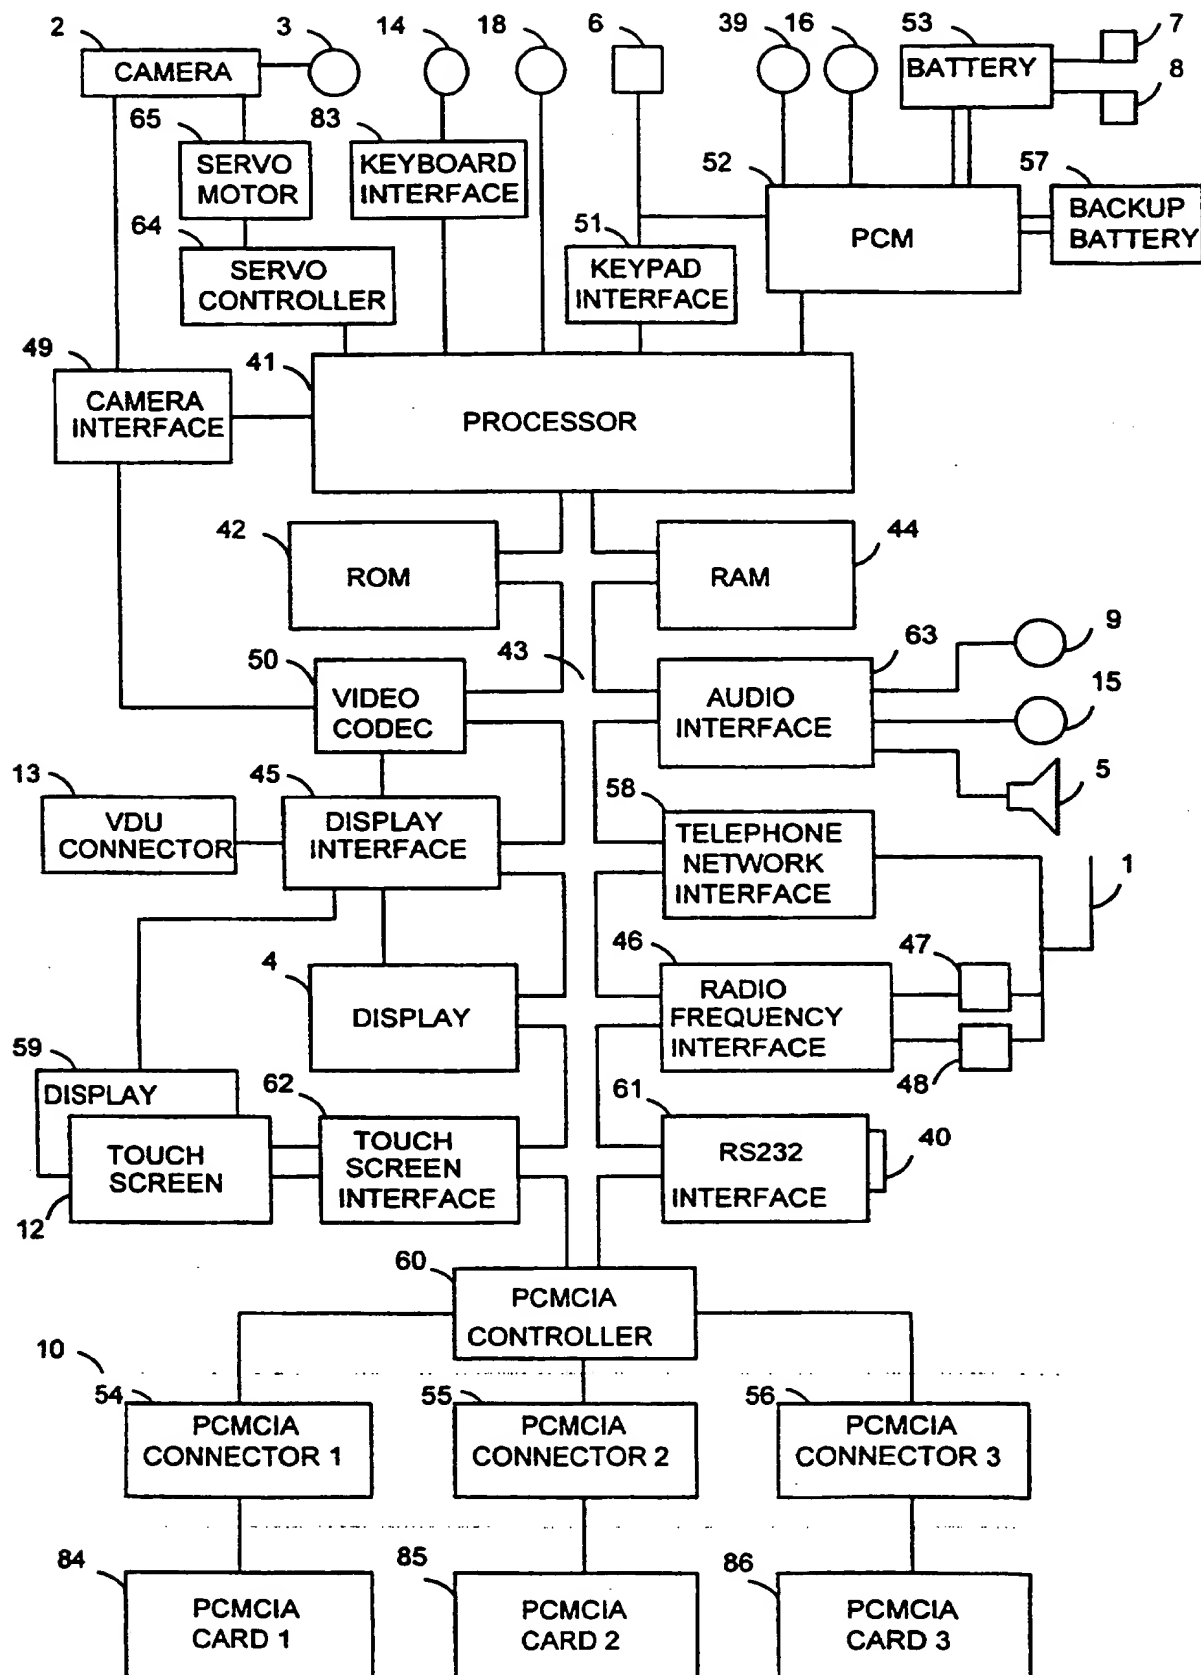 2 3 14 18 6 39 16 53 7
CAMERA
BATTERY
8
65 83
SERVO
MOTOR
KEYBOARD
INTERFACE
52 57
PCM
BACKUP
BATTERY
64
SERVO
CONTROLLER
51
KEYPAD
INTERFACE
49 41
CAMERA
INTERFACE
PROCESSOR
42 44
ROM
RAM
43
50 63 9
VIDEO
CODEC
AUDIO
INTERFACE
15
13 45 58 5
VDU
CONNECTOR
DISPLAY
INTERFACE
TELEPHONE
NETWORK
INTERFACE
1
4 46 47
DISPLAY
RADIO
FREQUENCY
INTERFACE
48
59 62 61
DISPLAY
TOUCH
SCREEN
TOUCH
SCREEN
INTERFACE
RS232
INTERFACE
40
12
60
PCMCIA
CONTROLLER
10
54 55 56
PCMCIA
CONNECTOR 1
PCMCIA
CONNECTOR 2
PCMCIA
CONNECTOR 3
84 85 86
PCMCIA
CARD 1
PCMCIA
CARD 2
PCMCIA
CARD 3